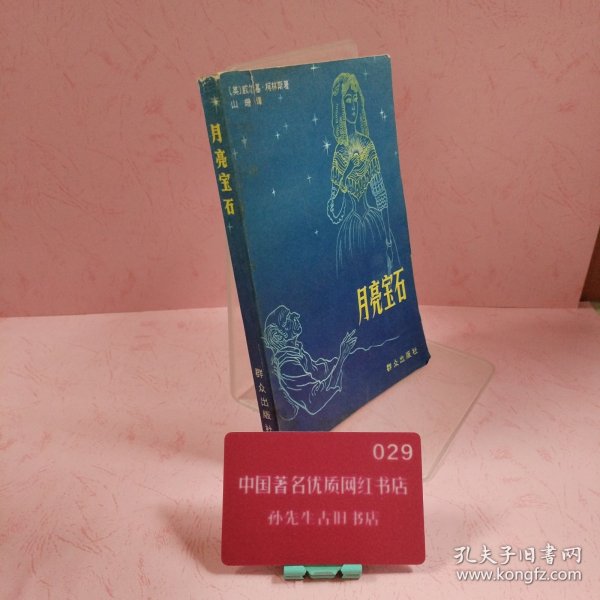 [英]威尔基·柯林斯著
山珊译
月亮宝石
月亮宝石
群众出版社
群众出版社
029
中国著名优质网红书店
孙先生古旧书店
孔夫子旧书网
www.kongfz.com